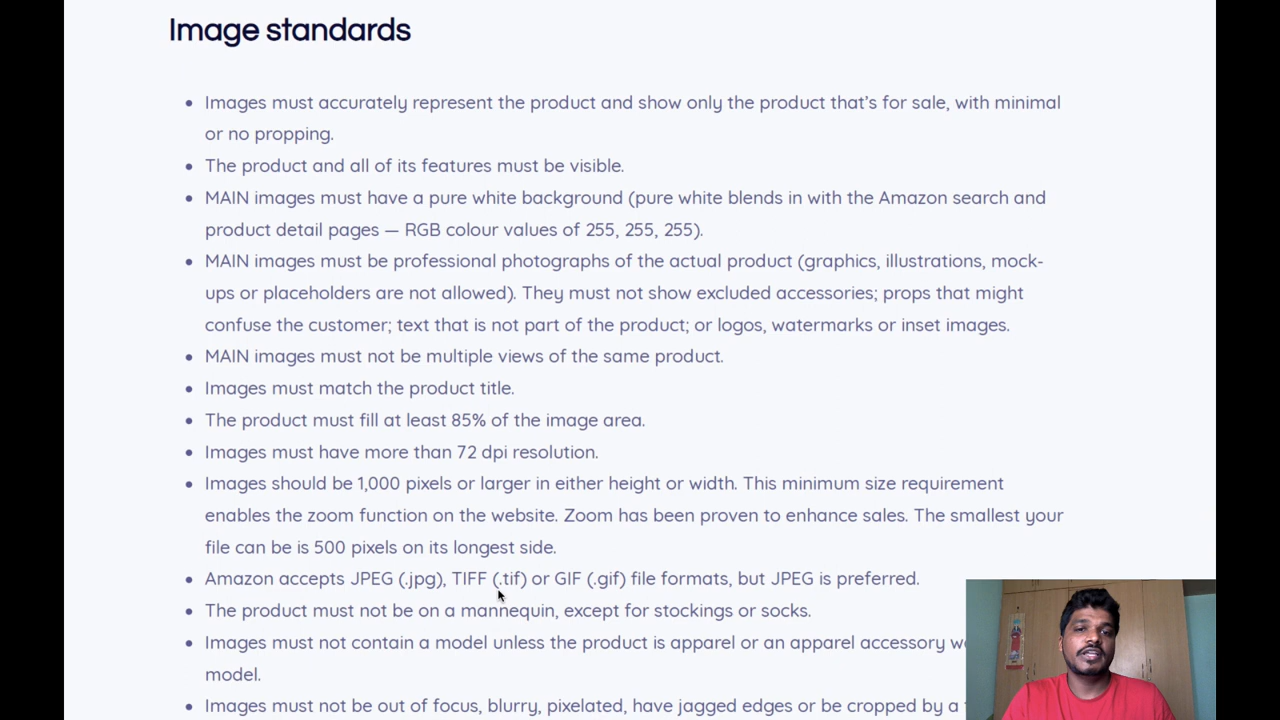 Image standards
• Images must accurately represent the product and show only the product that’s for sale, with minimal
or no propping.
• The product and all of its features must be visible.
• MAIN images must have a pure white background (pure white blends in with the Amazon search and
product detail pages — RGB colour values of 255, 255, 255).
• MAIN images must be professional photographs of the actual product (graphics, illustrations, mock-
ups or placeholders are not allowed). They must not show excluded accessories; props that might
confuse the customer; text that is not part of the product; or logos, watermarks or inset images.
• MAIN images must not be multiple views of the same product.
• Images must match the product title.
• The product must fill at least 85% of the image area.
• Images must have more than 72 dpi resolution.
• Images should be 1,000 pixels or larger in either height or width. This minimum size requirement
enables the zoom function on the website. Zoom has been proven to enhance sales. The smallest your
file can be is 500 pixels on its longest side.
• Amazon accepts JPEG (.jpg), TIFF (.tif) or GIF (.gif) file formats, but JPEG is preferred.
• The product must not be on a mannequin, except for stockings or socks.
• Images must not contain a model unless the product is apparel or an apparel accessory
model.
• Images must not be out of focus, blurry, pixelated, have jagged edges or be cropped by a